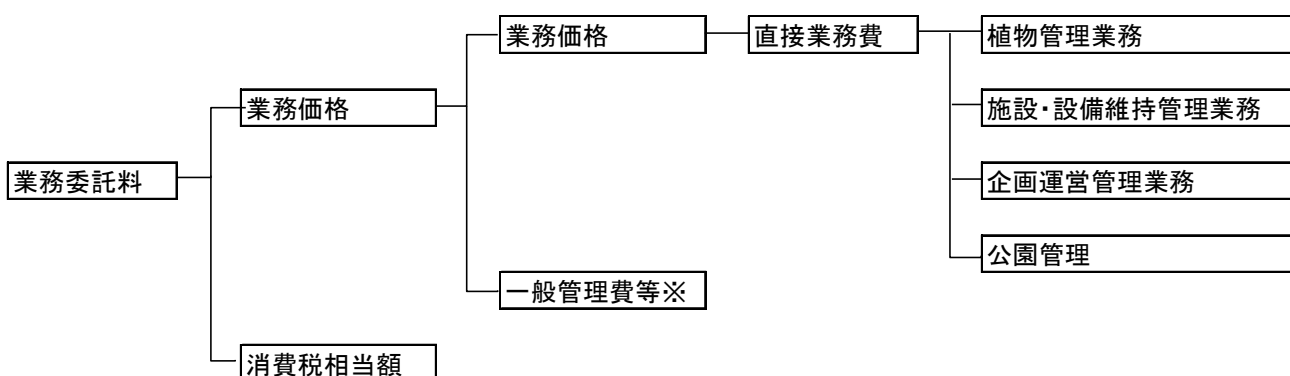 業務価格
直接業務費
植物管理業務
業務価格
施設・設備維持管理業務
業務委託料
企画運営管理業務
公園管理
一般管理費等※
消費税相当額